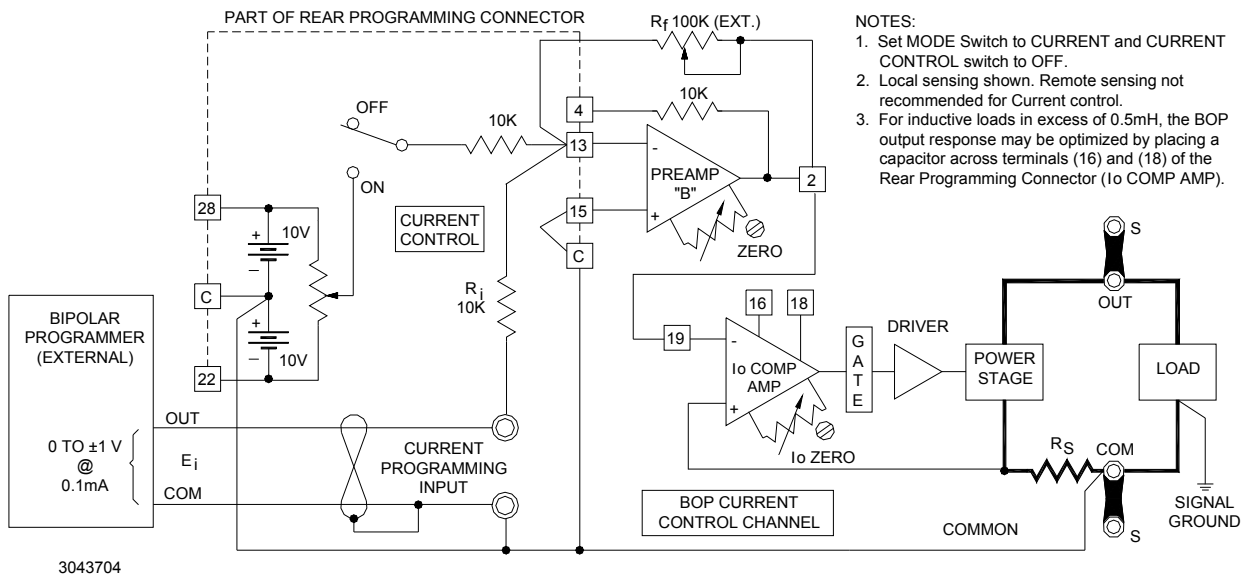 PART OF REAR PROGRAMMING CONNECTOR
Rf 100K (EXT.)
NOTES:
1. Set MODE Switch to CURRENT and CURRENT
CONTROL switch to OFF.
2. Local sensing shown. Remote sensing not
recommended for Current control.
3. For inductive loads in excess of 0.5mH, the BOP
output response may be optimized by placing a
capacitor across terminals (16) and (18) of the
Rear Programming Connector (Io COMP AMP).
OFF
10K
4
10K
13
-
PREAMP
"B"
+
2
ON
28
15
CURRENT
CONTROL
C
ZERO
+
10V
–
C
Ri
10K
+
10V
–
22
BIPOLAR
PROGRAMMER
(EXTERNAL)
16
18
19
-
Io COMP
AMP
+
Io ZERO
GATE
DRIVER
POWER
STAGE
S
OUT
LOAD
OUT
0 TO ±1 V
@
0.1mA
Ei
COM
CURRENT
PROGRAMMING
INPUT
RS
COM
S
SIGNAL
GROUND
BOP CURRENT
CONTROL CHANNEL
COMMON
3043704